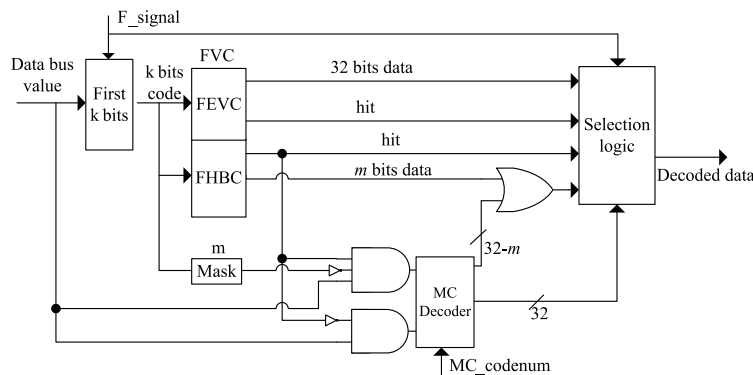 F_signal
Data bus
value
First
k bits
k bits
code
FVC
FEVC
FHBC
32 bits data
hit
hit
m bits data
Selection
logic
Decoded data
m
Mask
32-m
MC
Decoder
32
MC_codenum